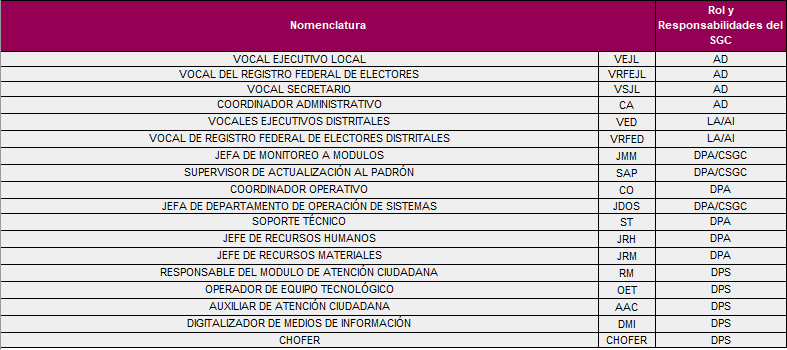 Nomenclatura Rol y Responsabilidades del SGC
VOCAL EJECUTIVO LOCAL VEJL AD
VOCAL DEL REGISTRO FEDERAL DE ELECTORES VRFEJL AD
VOCAL SECRETARIO VSJL AD
COORDINADOR ADMINISTRATIVO CA AD
VOCALES EJECUTIVOS DISTRITALES VED LA/AI
VOCAL DE REGISTRO FEDERAL DE ELECTORES DISTRITALES VRFED LA/AI
JEFA DE MONITOREO A MODULOS JMM DPA/CSGC
SUPERVISOR DE ACTUALIZACIÓN AL PADRÓN SAP DPA/CSGC
COORDINADOR OPERATIVO CO DPA
JEFA DE DEPARTAMENTO DE OPERACIÓN DE SISTEMAS JDOS DPA/CSGC
SOPORTE TÉCNICO ST DPA
JEFE DE RECURSOS HUMANOS JRH DPA
JEFE DE RECURSOS MATERIALES JRM DPA
RESPONSABLE DEL MODULO DE ATENCIÓN CIUDADANA RM DPS
OPERADOR DE EQUIPO TECNOLÓGICO OET DPS
AUXILIAR DE ATENCIÓN CIUDADANA AAC DPS
DIGITALIZADOR DE MEDIOS DE INFORMACIÓN DMI DPS
CHOFER CHOFER DPS